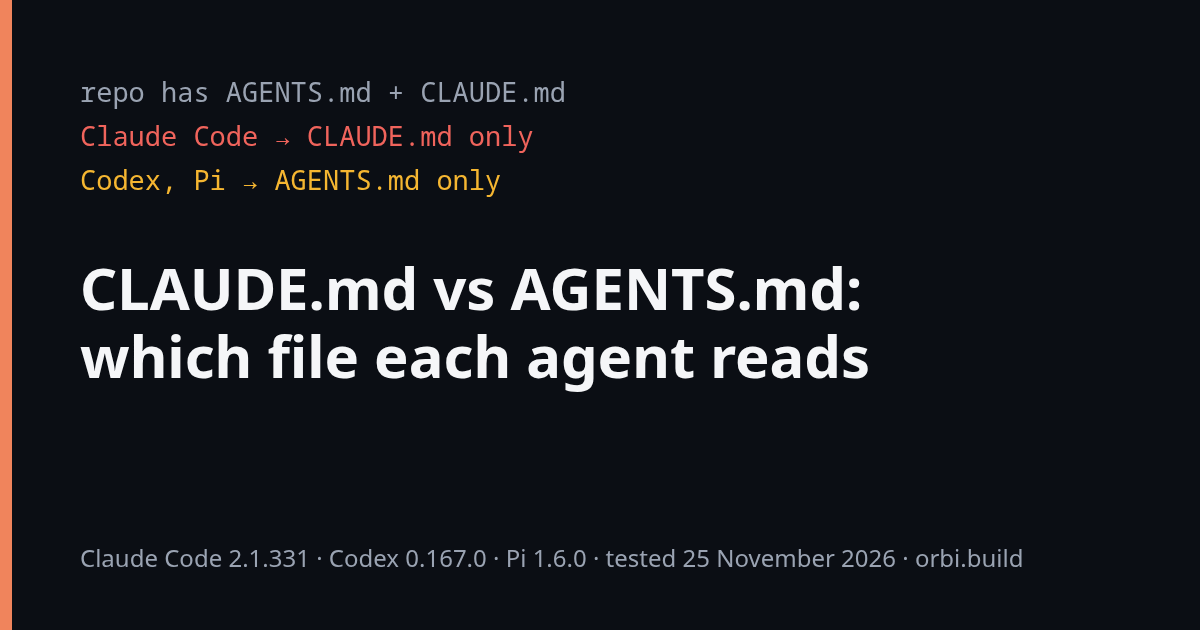 repo has AGENTS.md + CLAUDE.md
Claude Code → CLAUDE.md only
Codex, Pi → AGENTS.md only
CLAUDE.md vs AGENTS.md:
which file each agent reads
Claude Code 2.1.331 · Codex 0.167.0 · Pi 1.6.0 · tested 25 November 2026 · orbi.build